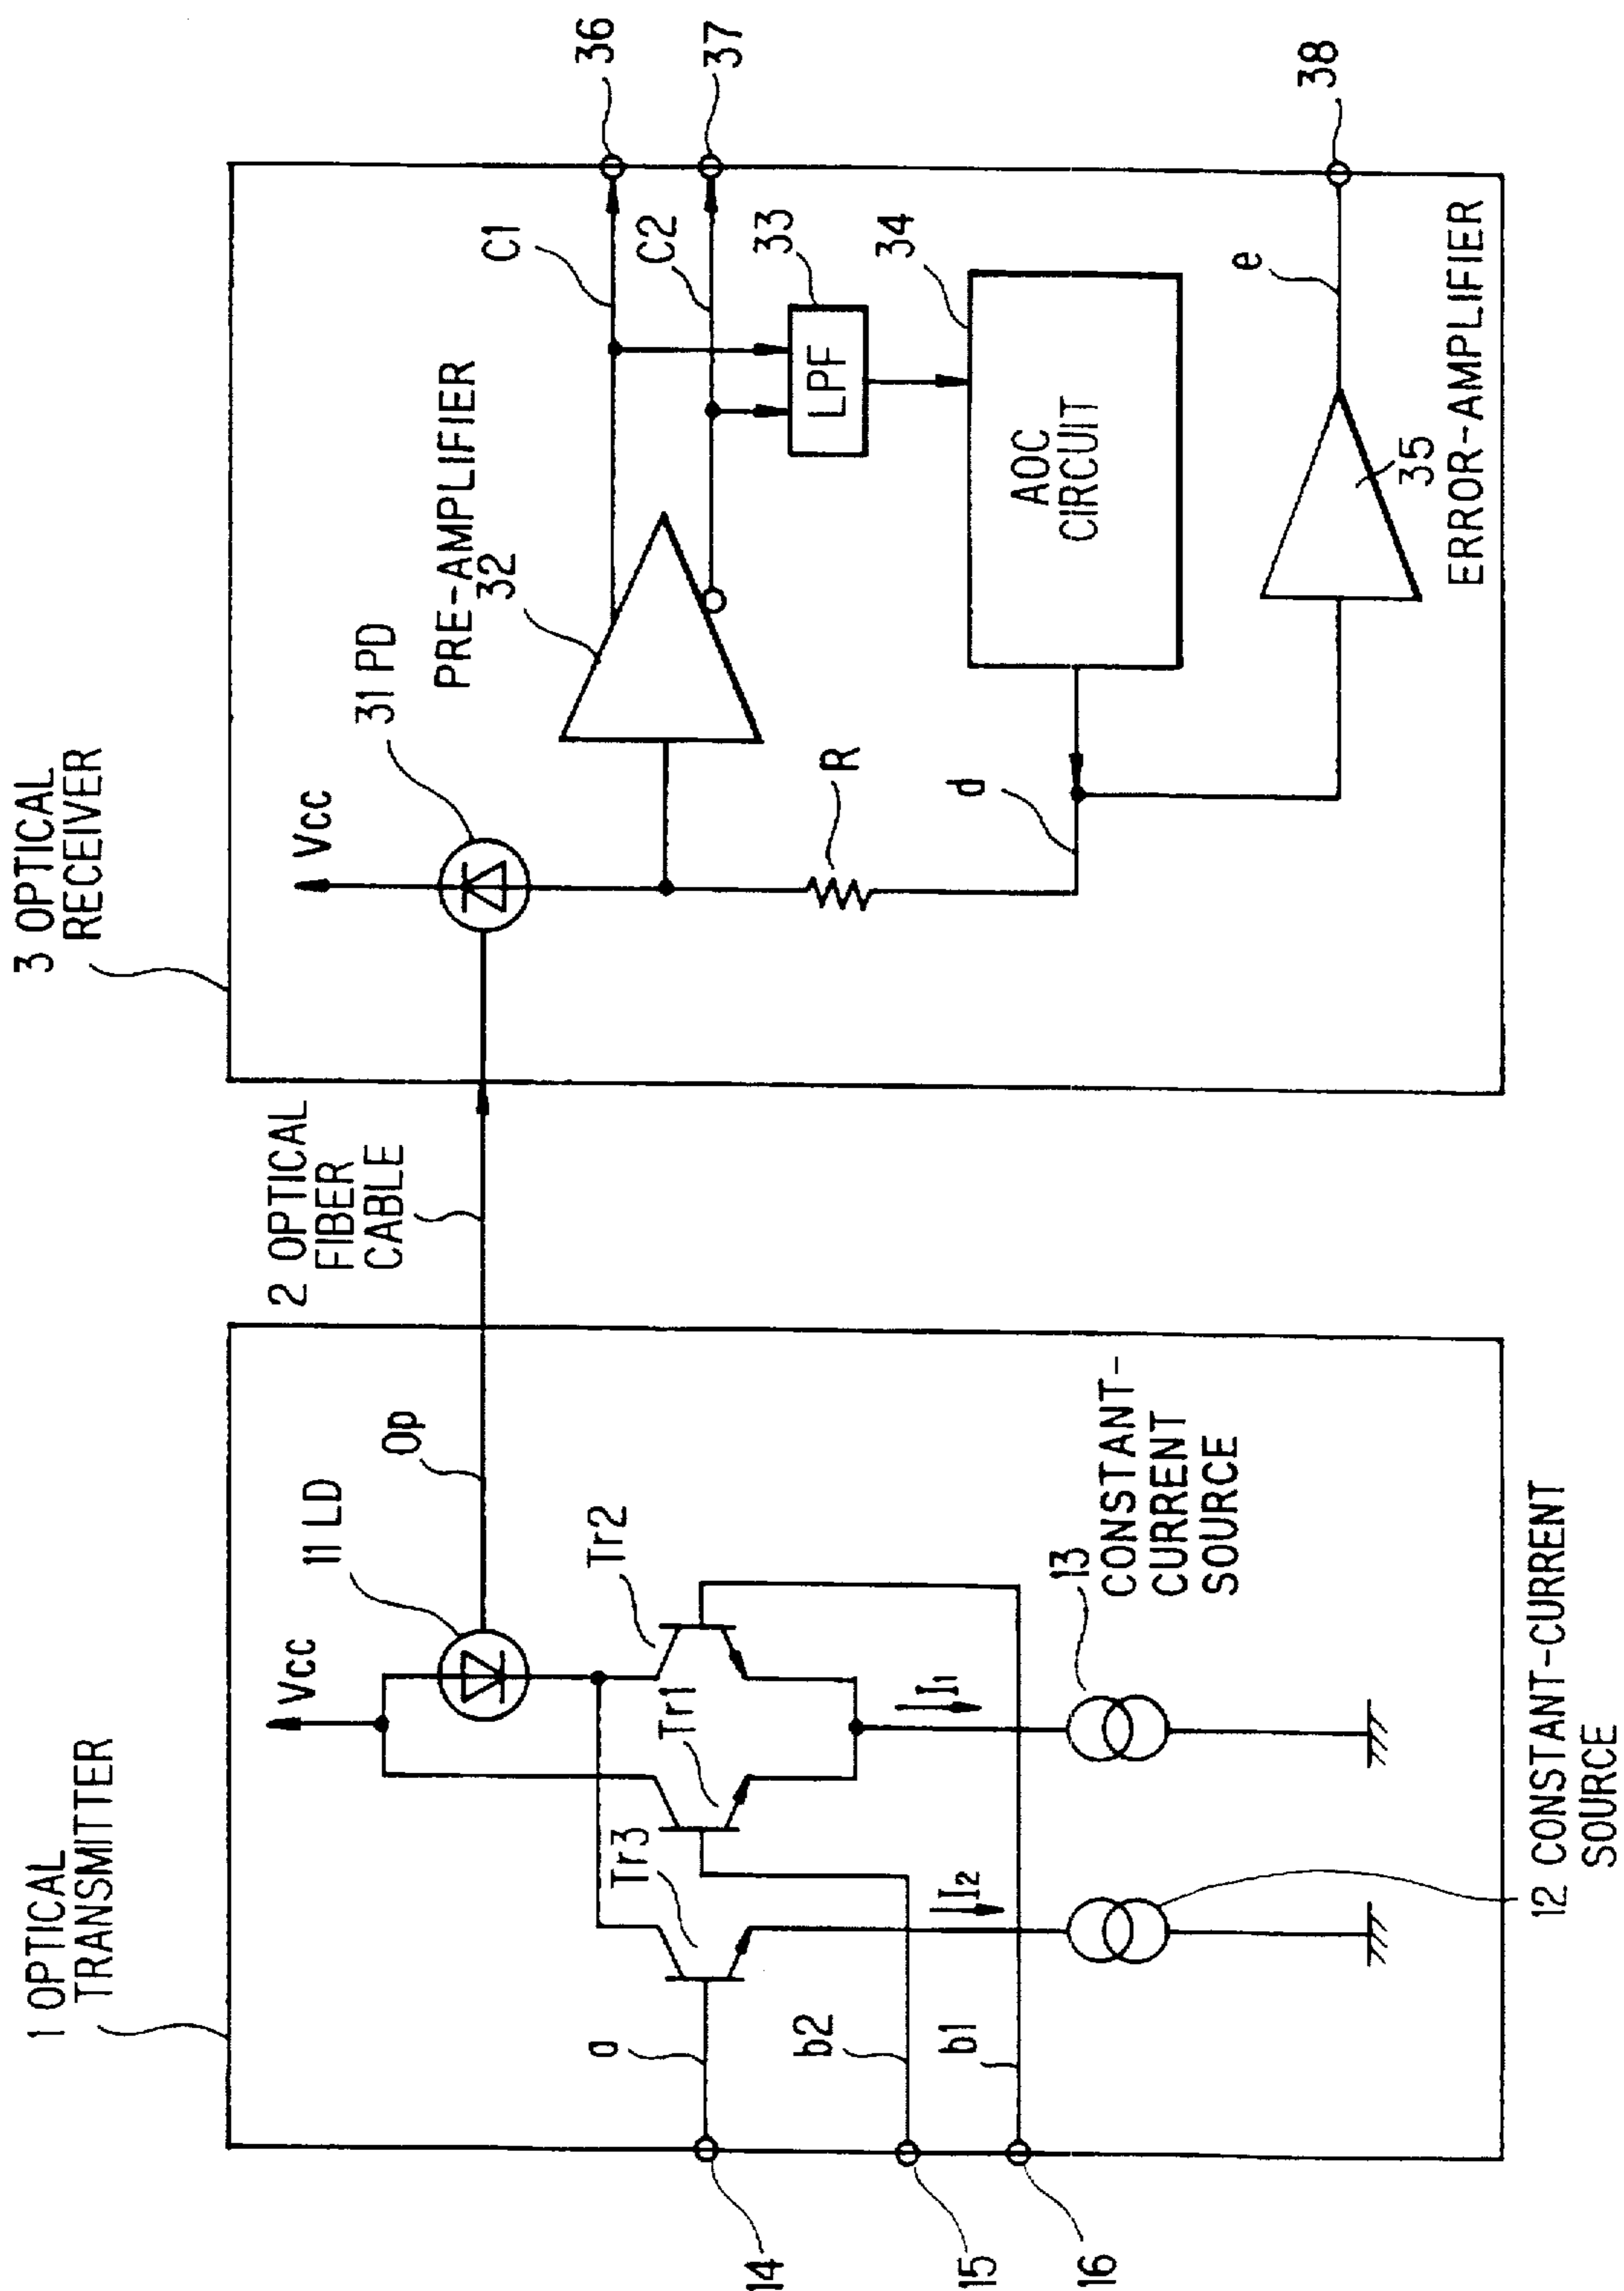 1 OPTICAL
TRANSMITTER
Vcc
11 LD
Op
Tr3
Tr1
Tr2
a
b2
b1
I2
I1
13
CONSTANT-
CURRENT
SOURCE
12 CONSTANT-CURRENT
SOURCE
14
15
16
2 OPTICAL
FIBER
CABLE
3 OPTICAL
RECEIVER
Vcc
31 PD
PRE-AMPLIFIER
32
C1
C2
36
37
R
LPF
33
34
AOC
CIRCUIT
d
e
38
35
ERROR-AMPLIFIER